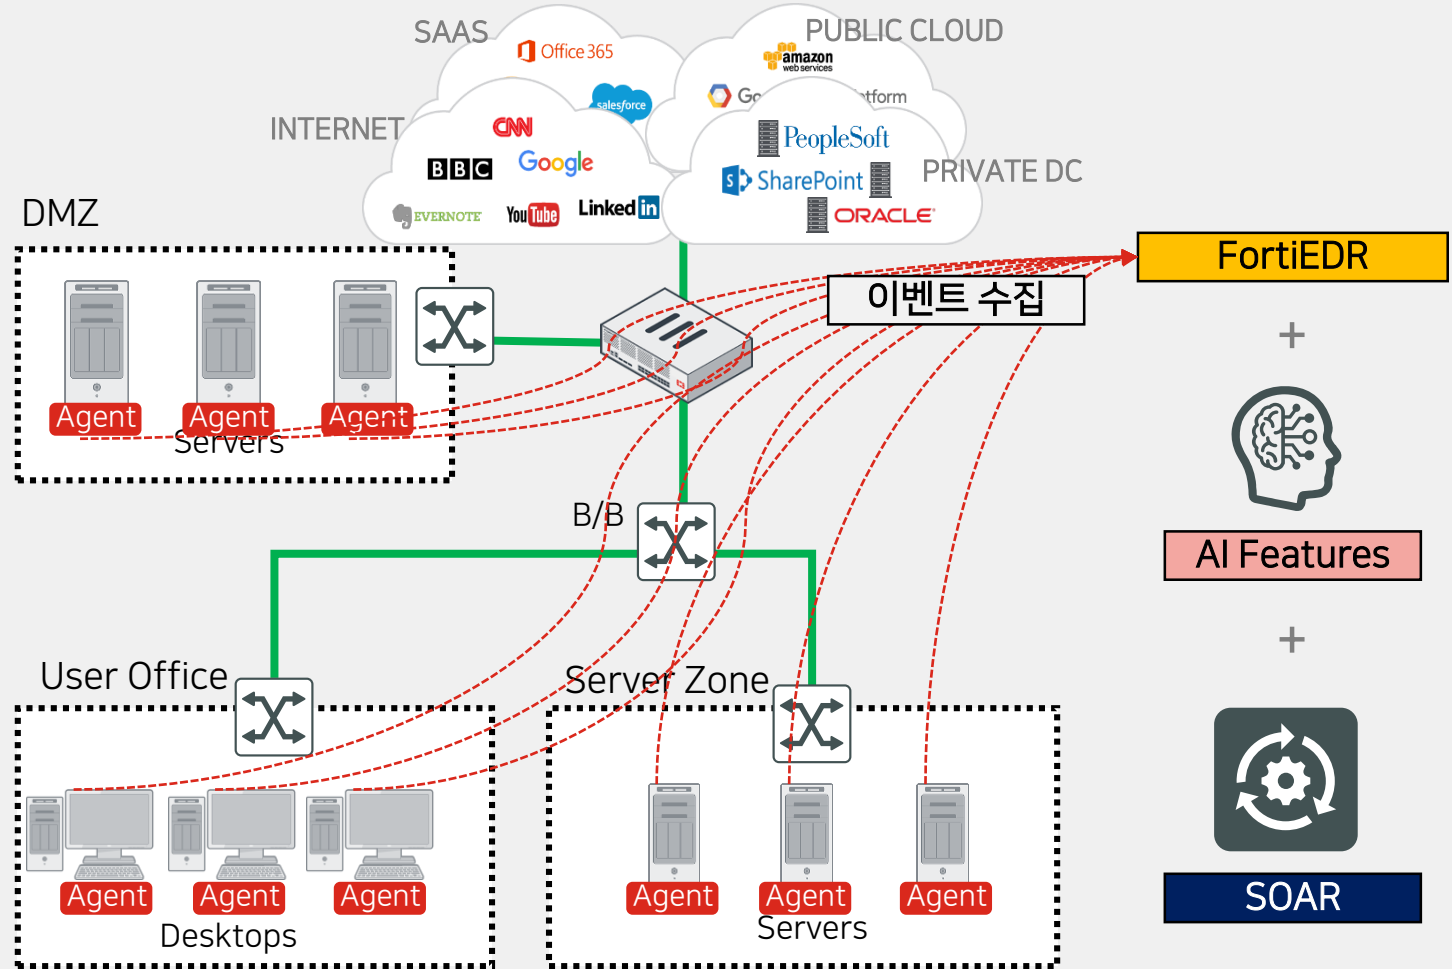 SAAS
Office 365
PUBLIC CLOUD
amazon
web services
salesforce
INTERNET
CNN
BBC
Google
EVERNOTE
YouTube
LinkedIn
PeopleSoft
SharePoint
ORACLE
PRIVATE DC
DMZ
Agent
Agent
Agent
Servers
이벤트 수집
FortiEDR
+
AI Features
+
SOAR
B/B
User Office
Agent
Agent
Agent
Desktops
Server Zone
Agent
Agent
Agent
Servers